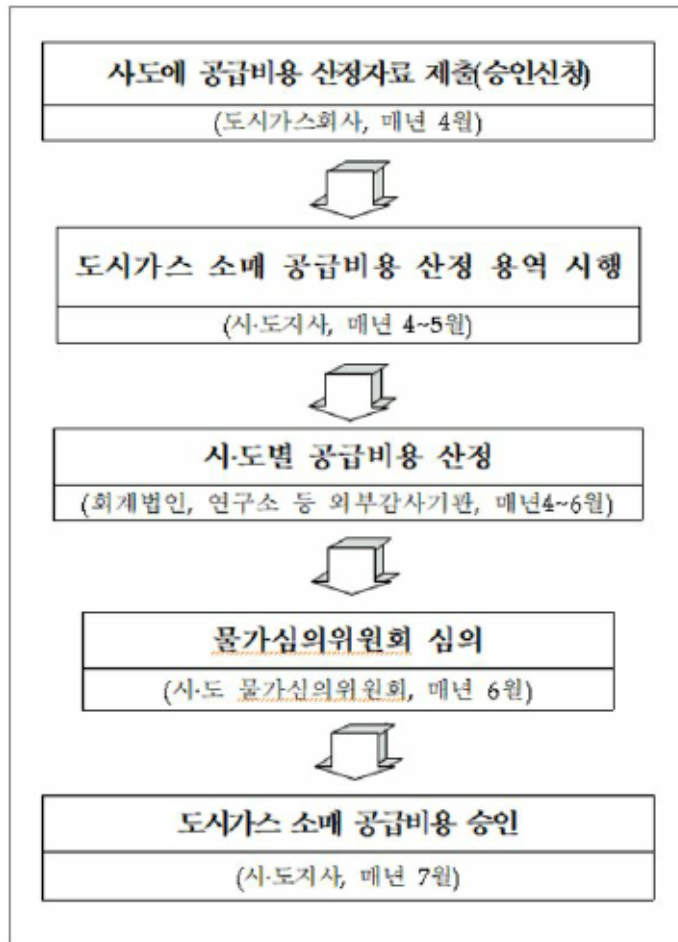 시도에 공급비용 산정자료 제출(승인신청)
(도시가스회사, 매년 4월)
도시가스 소매 공급비용 산정 용역 시행
(시·도지사, 매년 4~5월)
시·도별 공급비용 산정
(회계법인, 연구소 등 외부감사기관, 매년4~6월)
물가심의위원회 심의
(시·도 물가심의위원회, 매년 6월)
도시가스 소매 공급비용 승인
(시·도지사, 매년 7월)